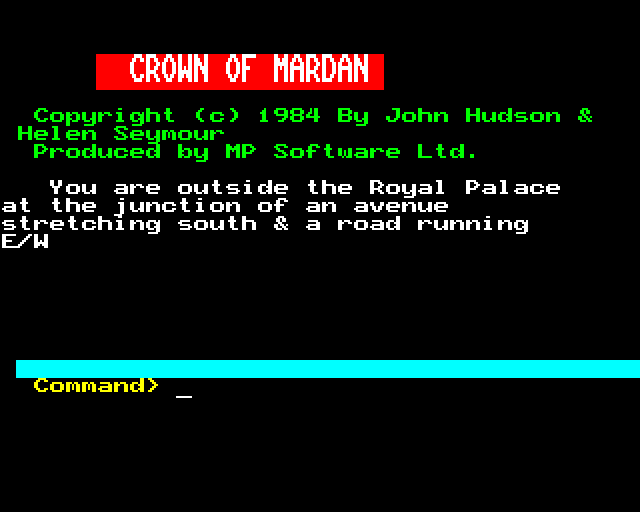 CROWN OF MARDAN
Copyright (c) 1984 By John Hudson &
Helen Seymour
Produced by MP Software Ltd.
You are outside the Royal Palace
at the junction of an avenue
stretching south & a road running
E/W
Command> _